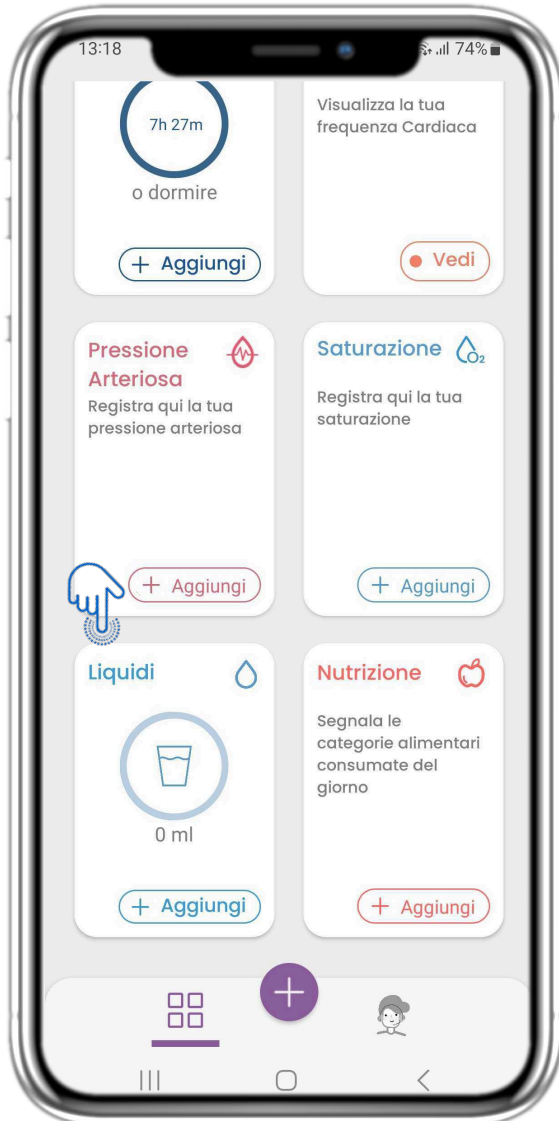 13:18
74%
7h 27m
o dormire
+ Aggiungi
Visualizza la tua
frequenza Cardiaca
Vedi
Pressione
Arteriosa
Registra qui la tua
pressione arteriosa
+ Aggiungi
Saturazione
O2
Registra qui la tua
saturazione
+ Aggiungi
Liquidi
0 ml
+ Aggiungi
Nutrizione
Segnala le
categorie alimentari
consumate del
giorno
+ Aggiungi